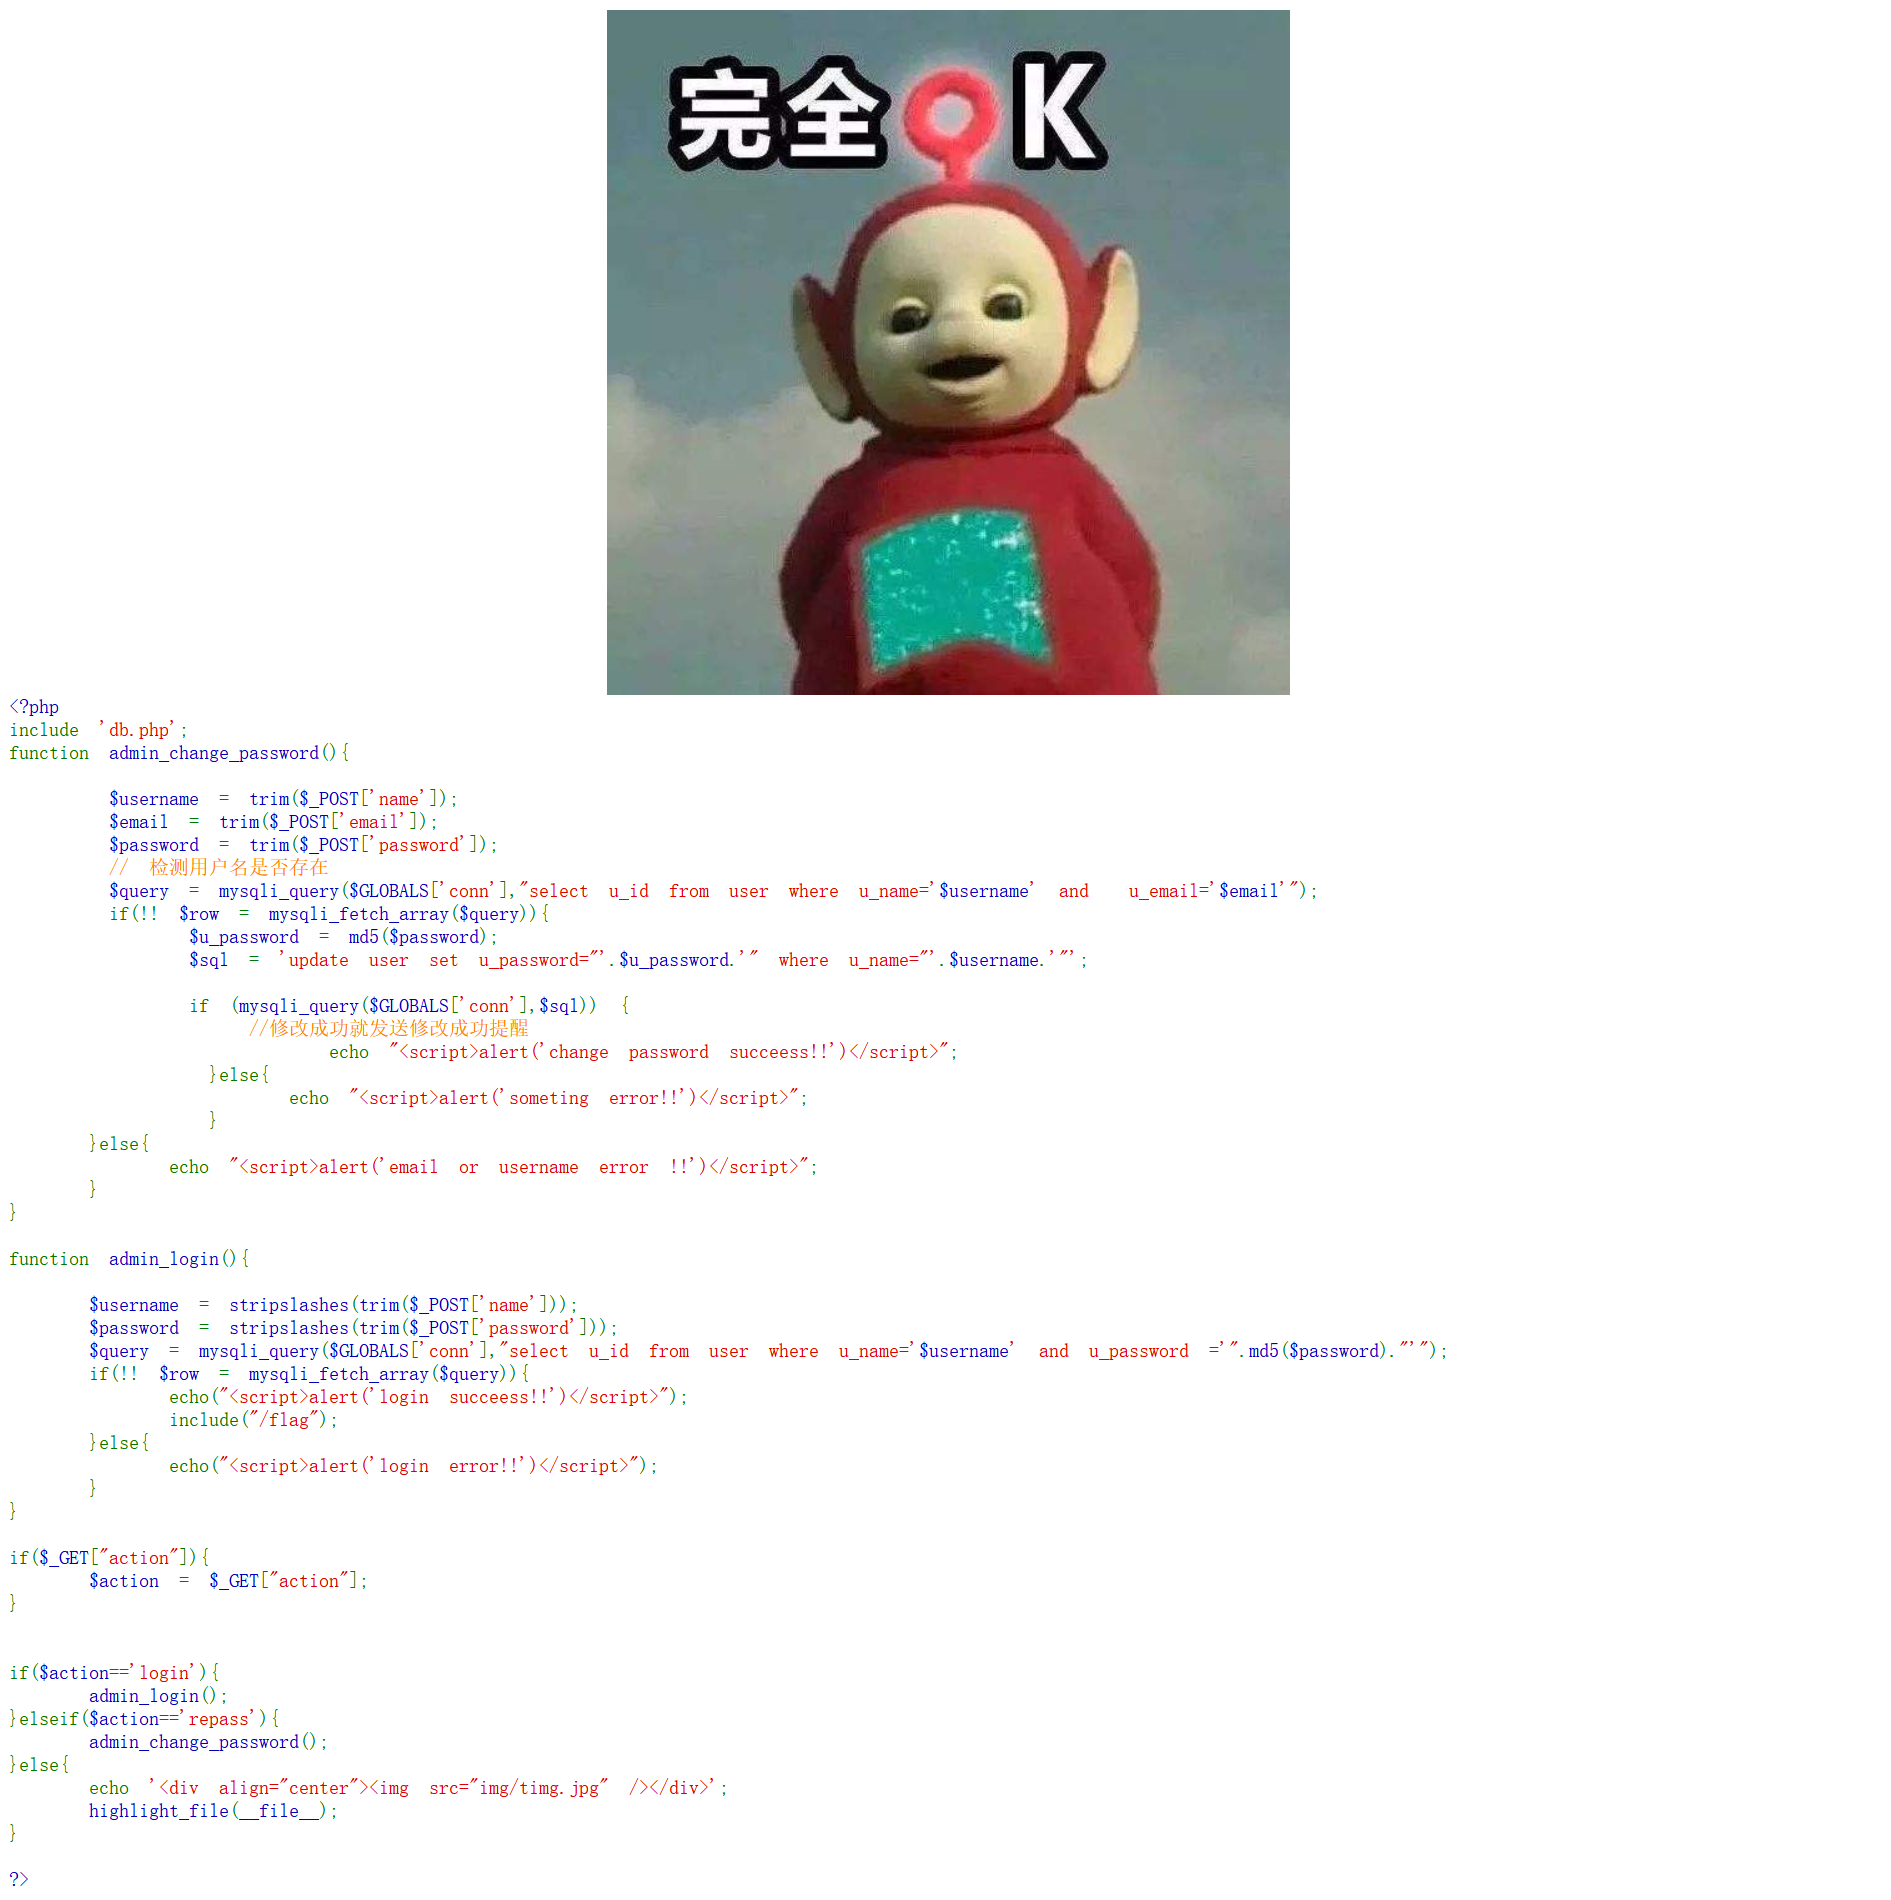 完全OK
<?php
include 'db.php';
function admin_change_password(){
$username = trim($_POST['name']);
$email = trim($_POST['email']);
$password = trim($_POST['password']);
// 检测用户名是否存在
$query = mysqli_query($GLOBALS['conn'],"select u_id from user where u_name='$username' and  u_email='$email'");
if(!! $row = mysqli_fetch_array($query)){
$u_password = md5($password);
$sql = 'update user set u_password="'.$u_password.'" where u_name="'.$username.'"';
if (mysqli_query($GLOBALS['conn'],$sql)) {
//修改成功就发送修改成功提醒
echo "<script>alert('change password succeess!!')</script>";
}else{
echo "<script>alert('someting error!!')</script>";
}
}else{
echo "<script>alert('email or username error !!')</script>";
}
}
function admin_login(){
$username = stripslashes(trim($_POST['name']));
$password = stripslashes(trim($_POST['password']));
$query = mysqli_query($GLOBALS['conn'],"select u_id from user where u_name='$username' and u_password ='".md5($password)."'");
if(!! $row = mysqli_fetch_array($query)){
echo("<script>alert('login succeess!!')</script>");
include("/flag");
}else{
echo("<script>alert('login error!!')</script>");
}
}
if($_GET["action"]){
$action = $_GET["action"];
}
if($action=='login'){
admin_login();
}elseif($action=='repass'){
admin_change_password();
}else{
echo '<div align="center"><img src="img/timg.jpg" /></div>';
highlight_file(__file__);
}
?>